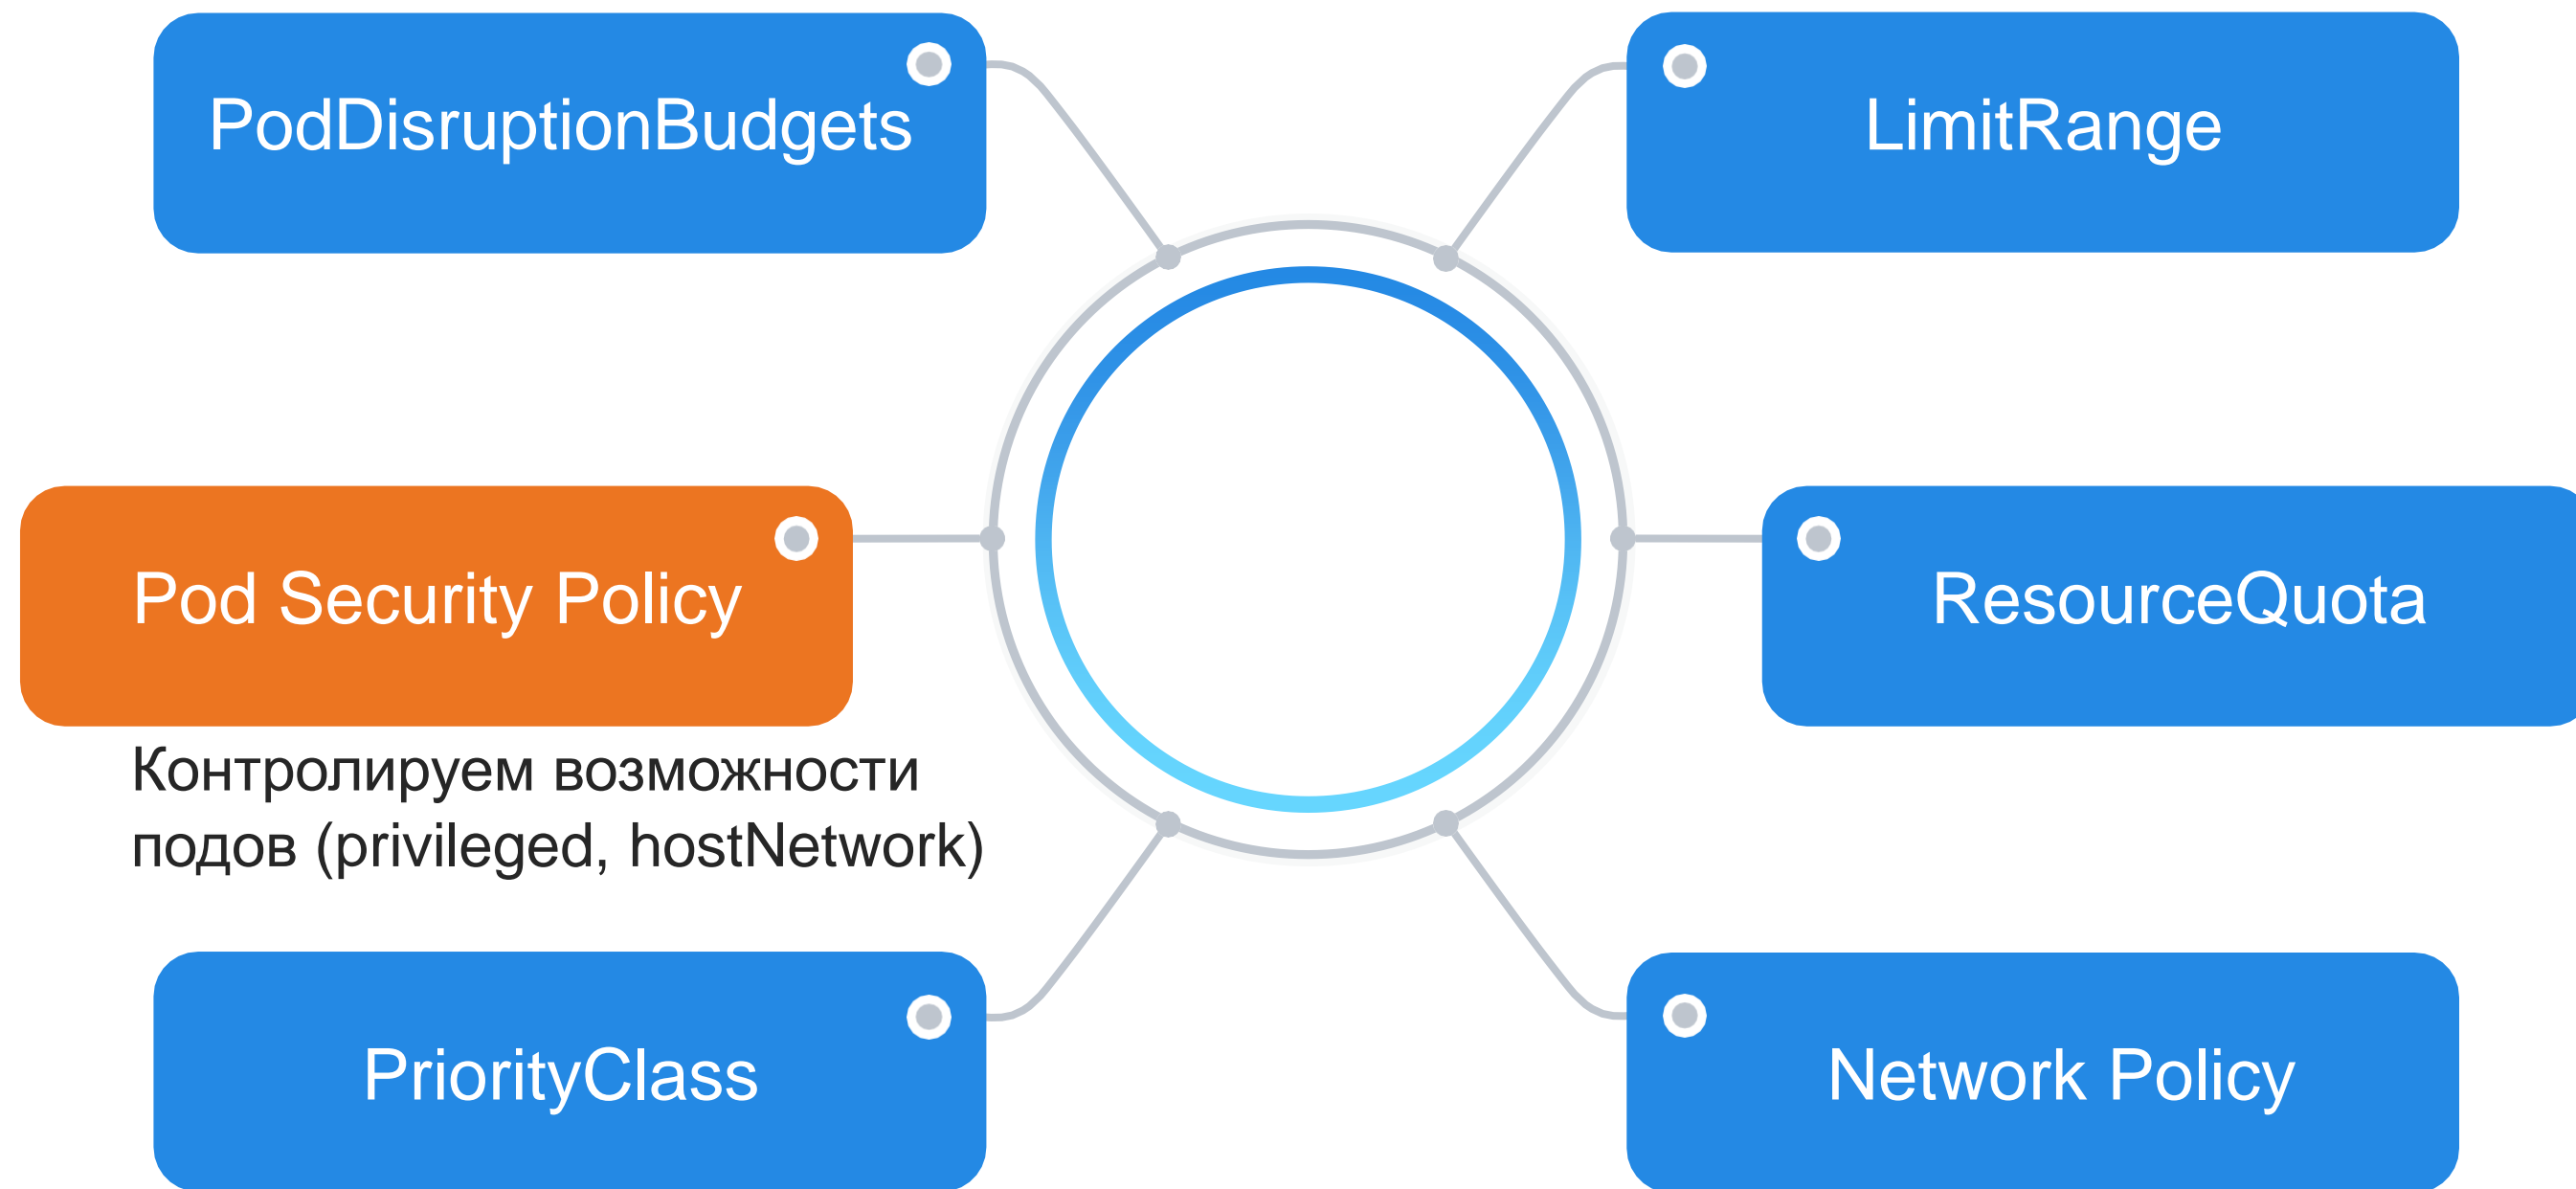 PodDisruptionBudgets
LimitRange
Pod Security Policy
ResourceQuota
Контролируем возможности
подов (privileged, hostNetwork)
PriorityClass
Network Policy